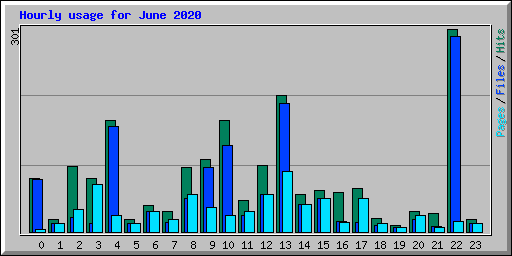 Hourly usage for June 2020
301
Pages/Files/Hits
0 1 2 3 4 5 6 7 8 9 10 11 12 13 14 15 16 17 18 19 20 21 22 23